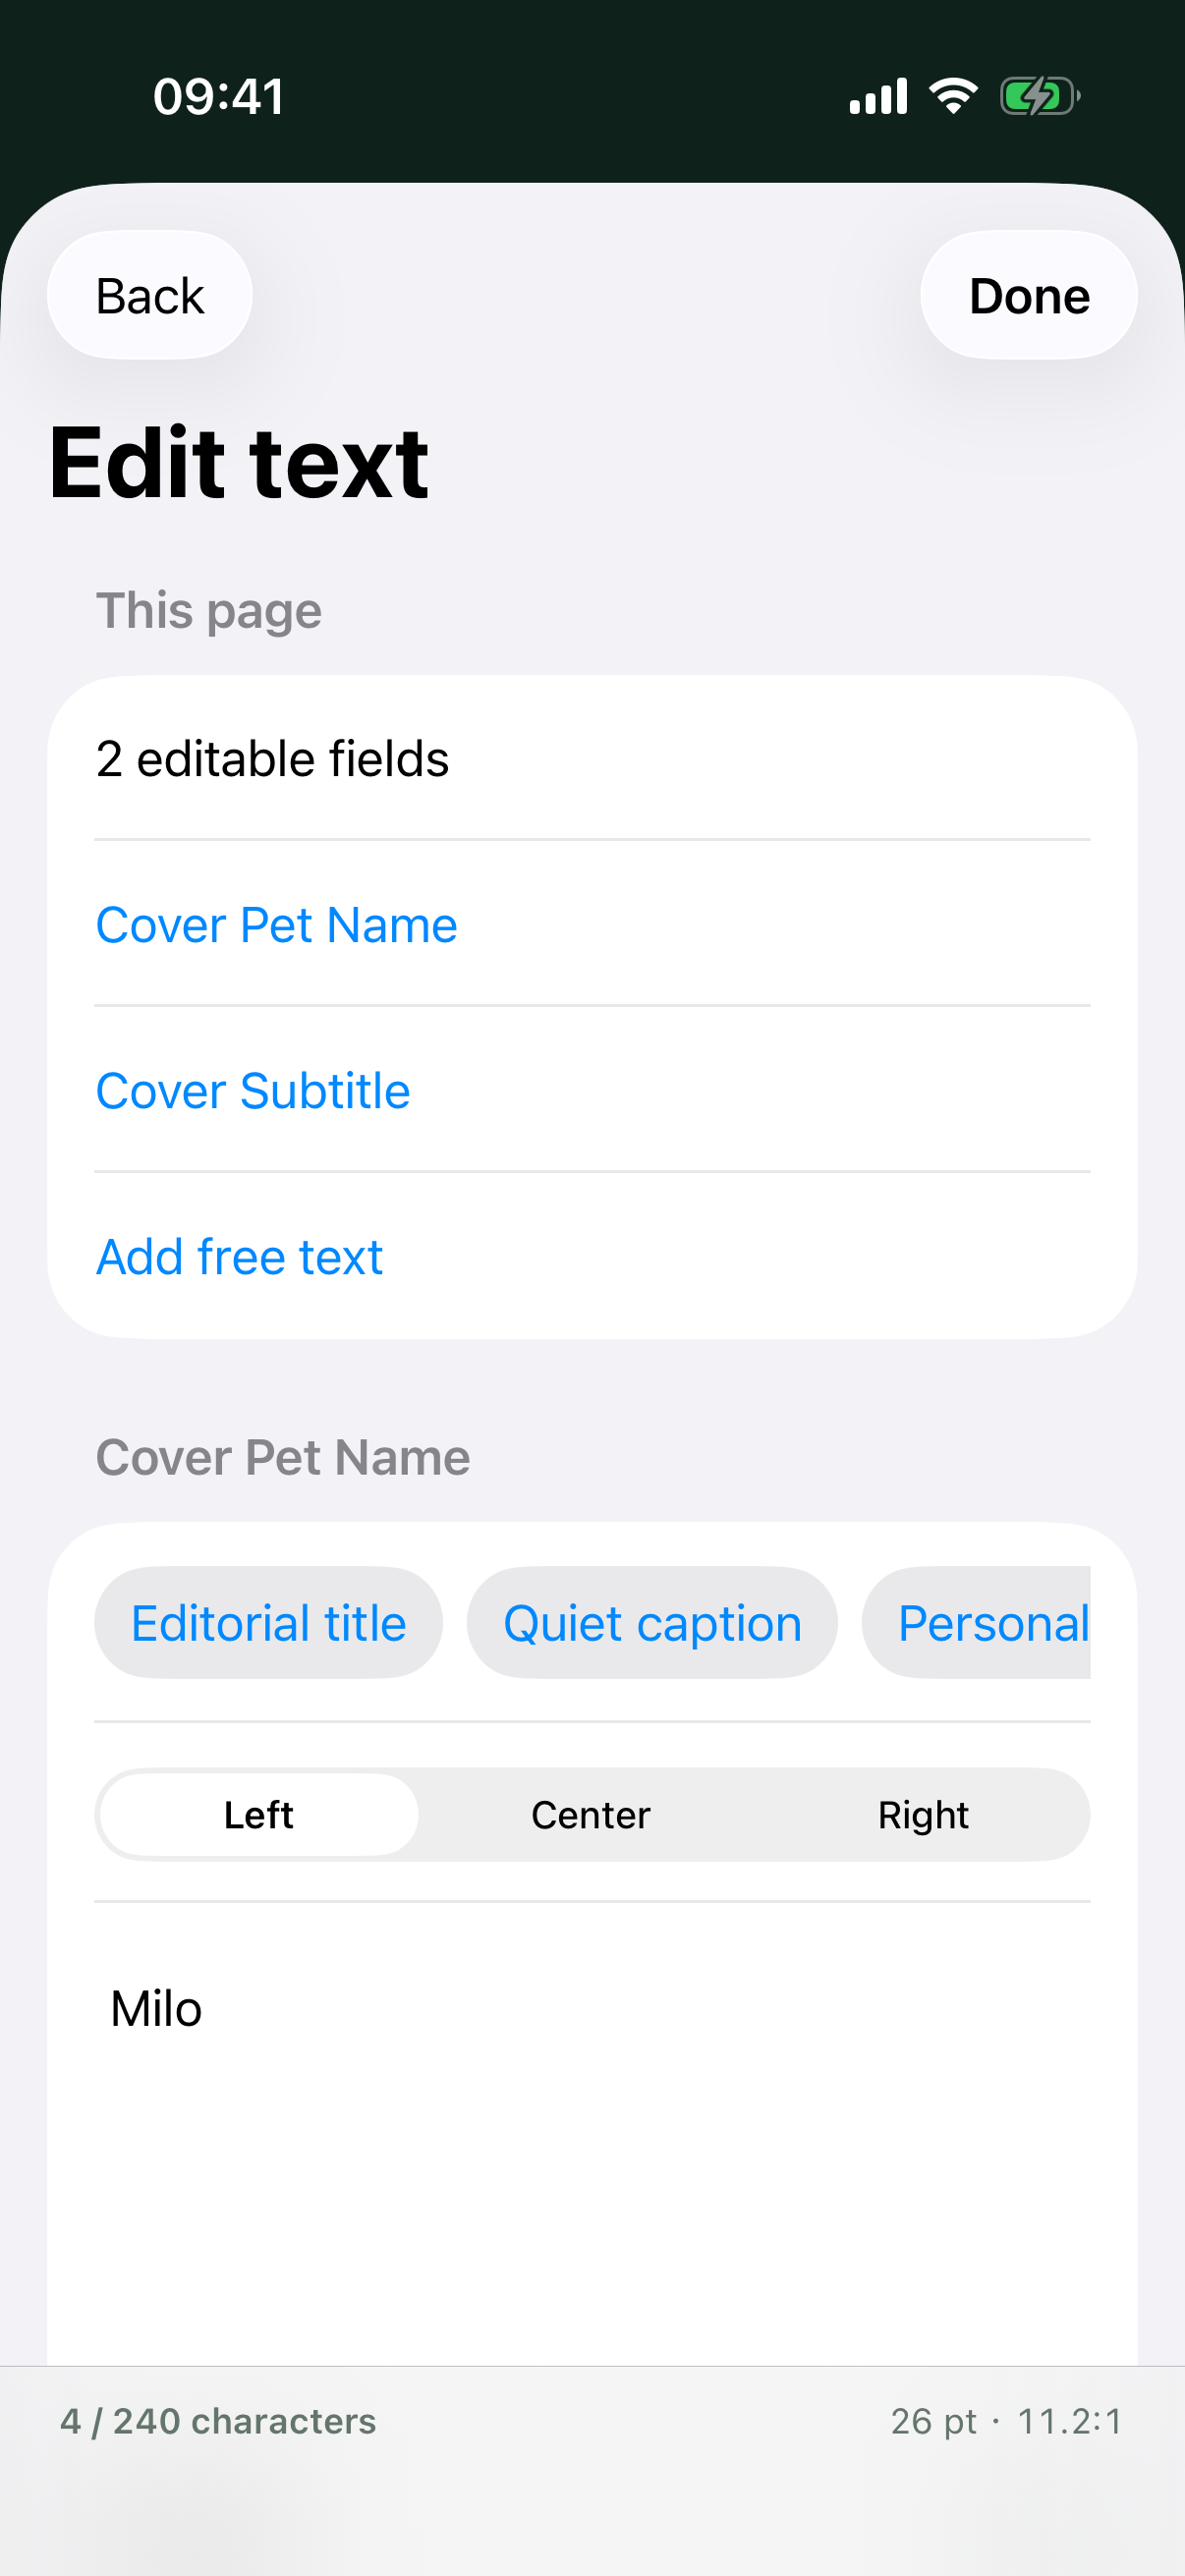 09:41
Back
Done
Edit text
This page
2 editable fields
Cover Pet Name
Cover Subtitle
Add free text
Cover Pet Name
Editorial title
Quiet caption
Personal
Left
Center
Right
Milo
4 / 240 characters
26 pt · 11.2:1